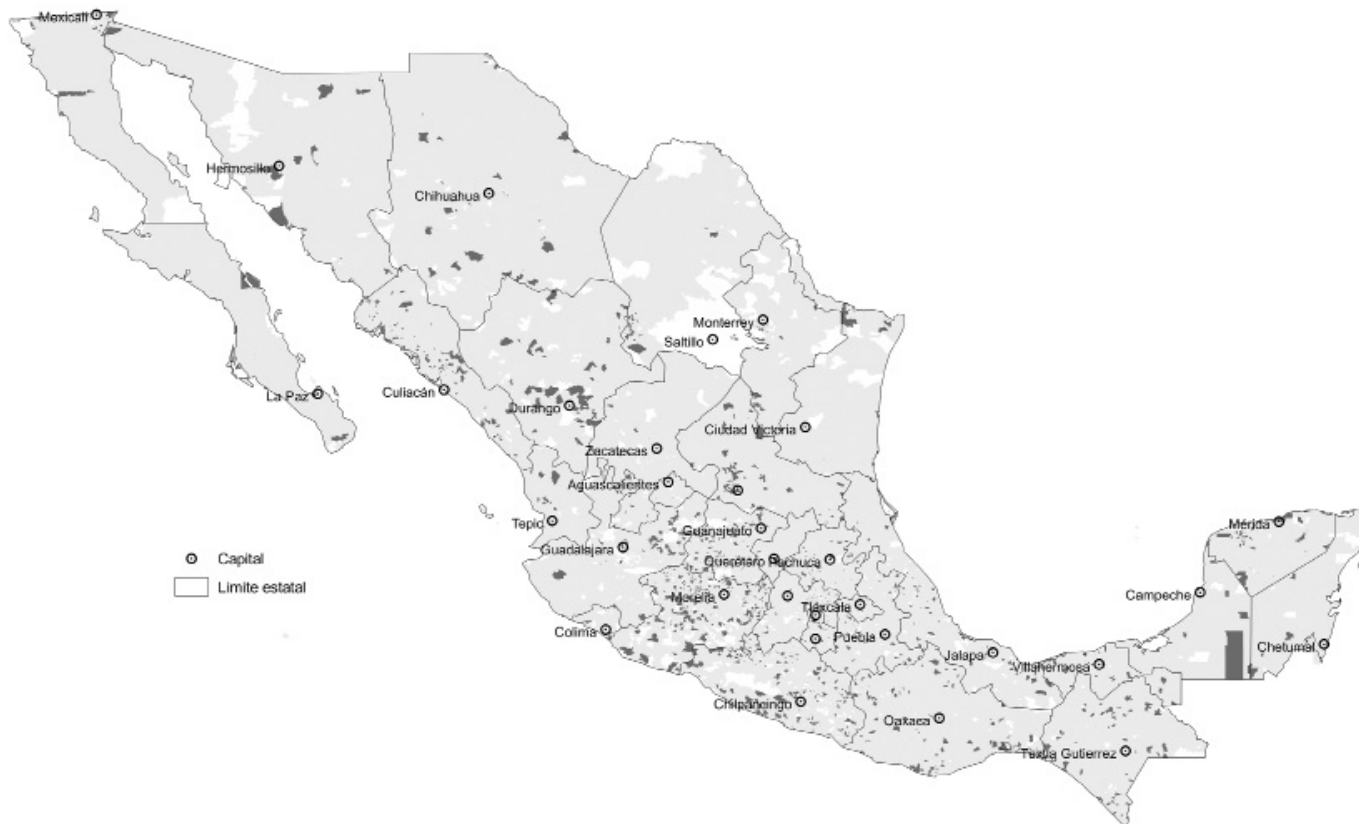 Mexicali
Hermosillo
Chihuahua
Monterrey
Saltillo
La Paz
Culiacán
Durango
Ciudad Victoria
Zacatecas
Aguascalientes
Tepic
Guanajuato
Mérida
Guadalajara
Querétaro
Pachuca
Capital
Limite estatal
Morelia
Tlaxcala
Campeche
Colima
Puebla
Jalapa
Villahermosa
Chetumal
Chilpancingo
Oaxaca
Tuxtla Gutierrez